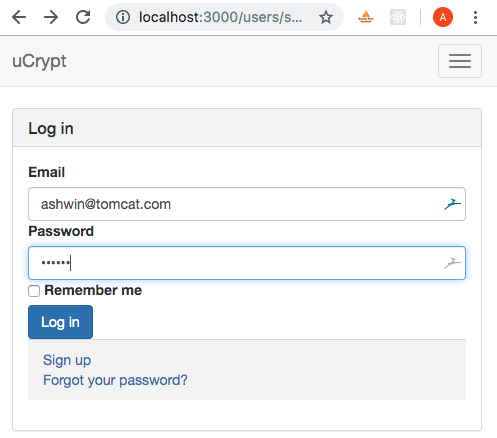 localhost:3000/users/s...
A
uCrypt
Log in
Email
ashwin@tomcat.com
Password
••••••
Remember me
Log in
Sign up
Forgot your password?